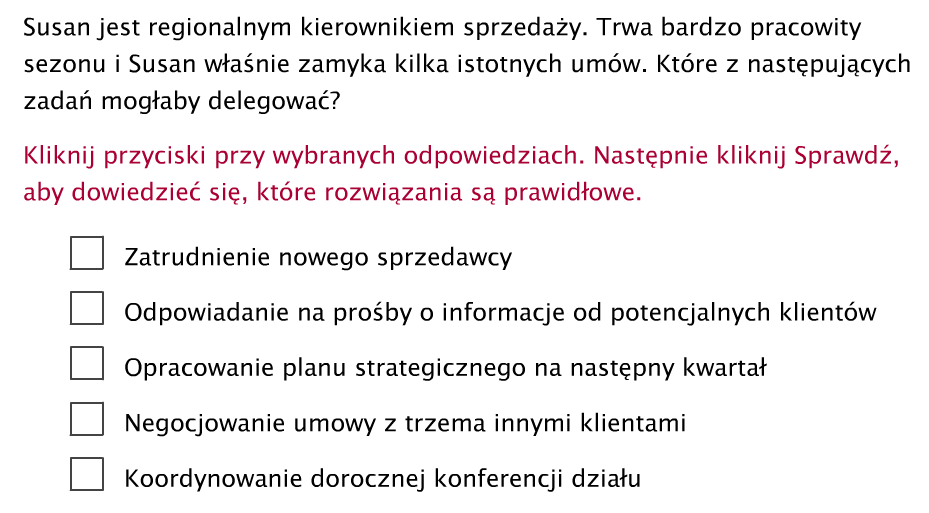 Susan jest regionalnym kierownikiem sprzedaży. Trwa bardzo pracowity
sezonu i Susan właśnie zamyka kilka istotnych umów. Które z następujących
zadań mogłaby delegować?
Kliknij przyciski przy wybranych odpowiedziach. Następnie kliknij Sprawdź,
aby dowiedzieć się, które rozwiązania są prawidłowe.
Zatrudnienie nowego sprzedawcy
Odpowiadanie na prośby o informacje od potencjalnych klientów
Opracowanie planu strategicznego na następny kwartał
Negocjowanie umowy z trzema innymi klientami
Koordynowanie dorocznej konferencji działu